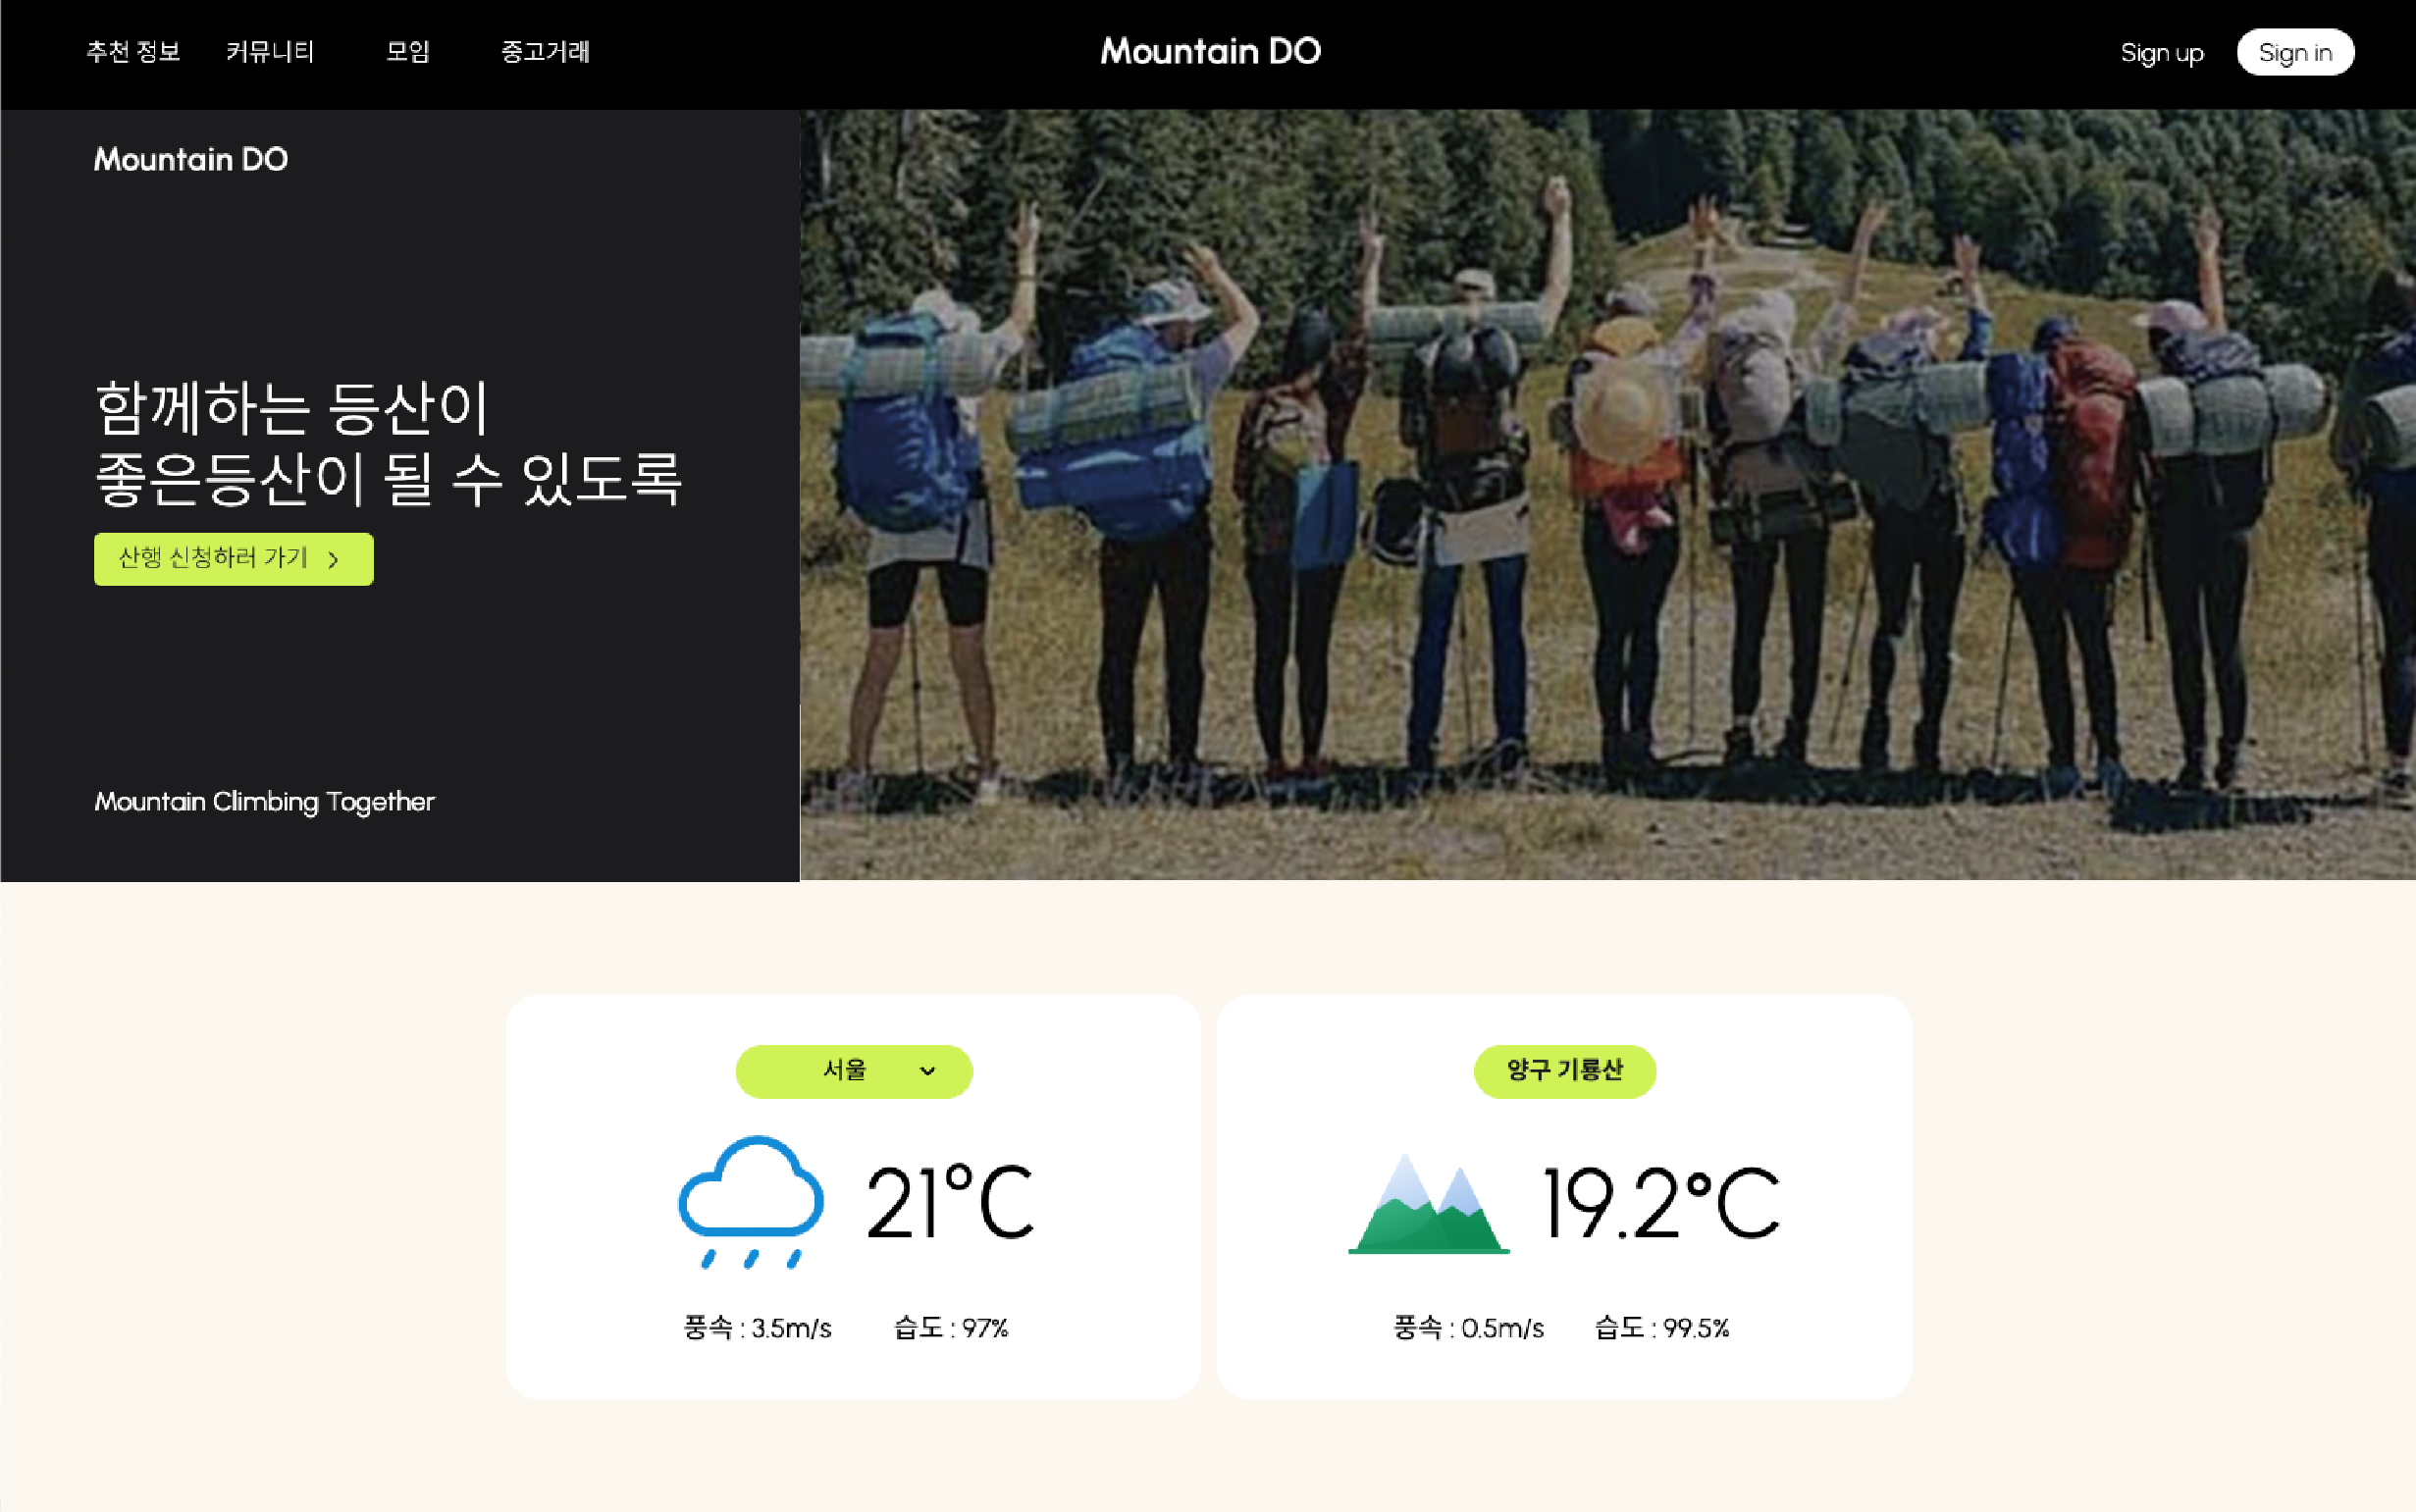 추천 정보 커뮤니티 모임 중고거래 Mountain DO Sign up Sign in
Mountain DO
함께하는 등산이
좋은등산이 될 수 있도록
산행 신청하러 가기 >
Mountain Climbing Together
서울
21°C
풍속 : 3.5m/s 습도 : 97%
양구 기룡산
19.2°C
풍속 : 0.5m/s 습도 : 99.5%